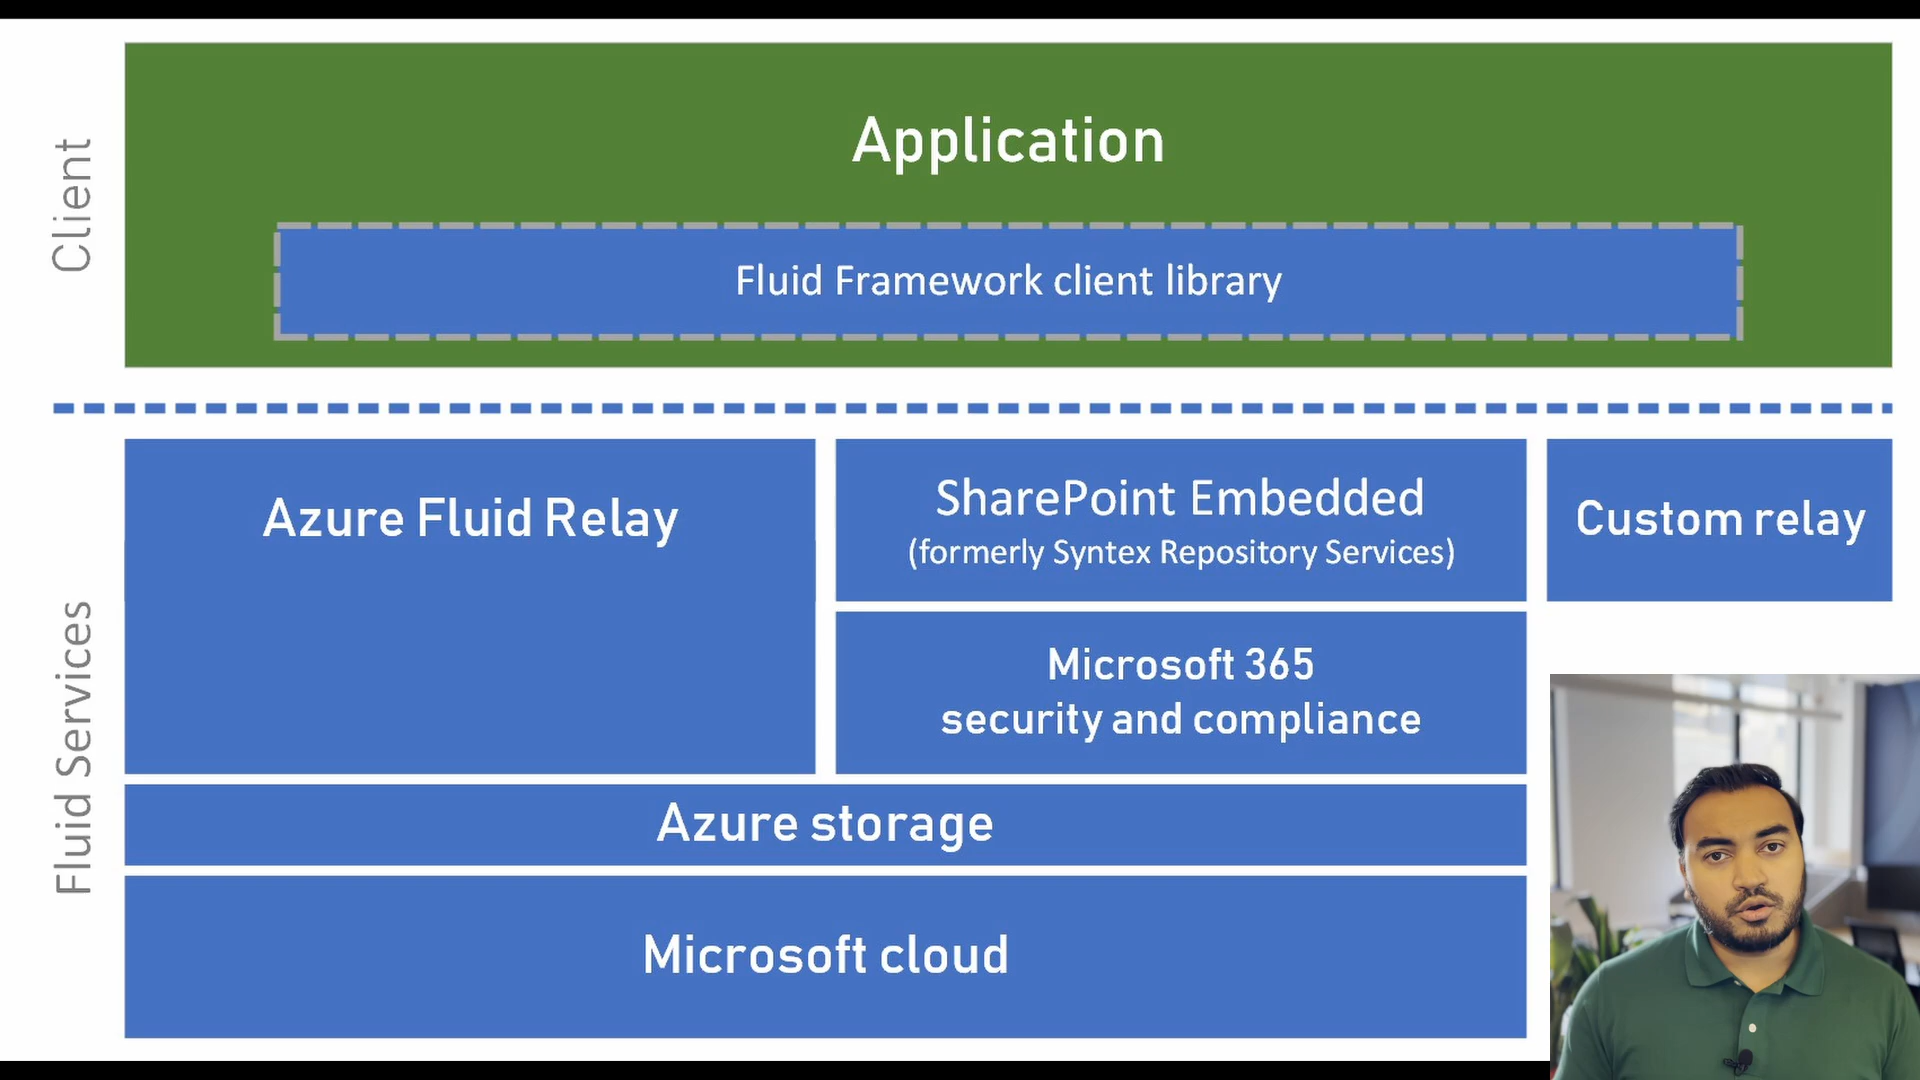 Client
Application
Fluid Framework client library
Fluid Services
Azure Fluid Relay
SharePoint Embedded
(formerly Syntex Repository Services)
Custom relay
Microsoft 365
security and compliance
Azure storage
Microsoft cloud